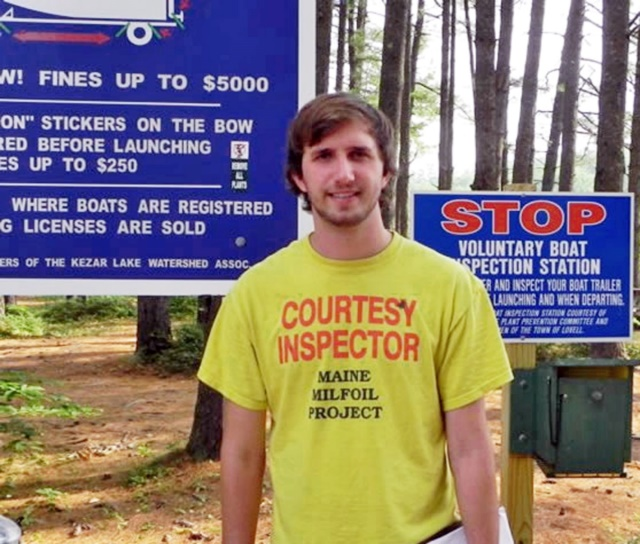 W! FINES UP TO $5000
ON" STICKERS ON THE BOW
RED BEFORE LAUNCHING
ES UP TO $250
REMOVE
ALL
PLANTS
WHERE BOATS ARE REGISTERED
G LICENSES ARE SOLD
ERS OF THE KEZAR LAKE WATERSHED ASSOC.
COURTESY
INSPECTOR
MAINE
MILFOIL
PROJECT
STOP
VOLUNTARY BOAT
SPECTION STATION
ER AND INSPECT YOUR BOAT TRAILER
LAUNCHING AND WHEN DEPARTING.
AT INSPECTION STATION COURTESY OF
PLANT PREVENTION COMMITTEE AND
EN OF THE TOWN OF LOVELL.